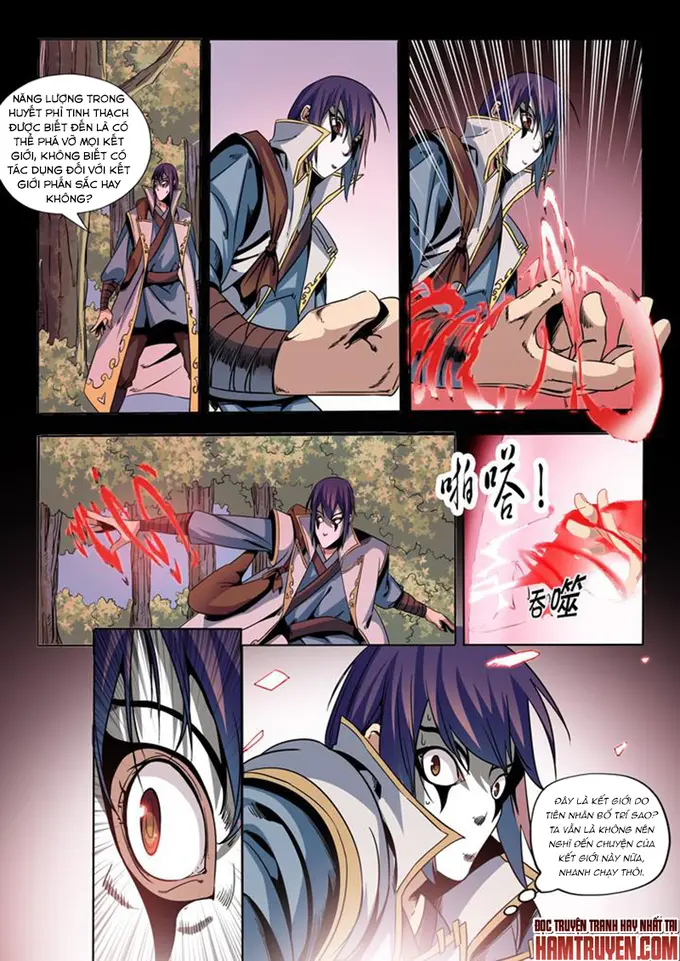 NĂNG LƯỢNG TRONG
HUYẾT PHỈ TINH THẠCH
ĐƯỢC BIẾT ĐẾN LÀ CÓ
THỂ PHÁ VỠ MỌI KẾT
GIỚI, KHÔNG BIẾT CÓ
TÁC DỤNG ĐỐI VỚI KẾT
GIỚI PHẤN SẮC HAY
KHÔNG?
啪嗒！
吞噬
ĐÂY LÀ KẾT GIỚI DO
TIÊN NHÂN BỐ TRÍ SAO?
TA VẪN LÀ KHÔNG NÊN
NGHĨ ĐẾN CHUYỆN CỦA
KẾT GIỚI NÀY NỮA,
NHANH CHẠY THÔI.
ĐỌC TRUYỆN TRANH HAY NHẤT TẠI
HAMTRUYEN.COM